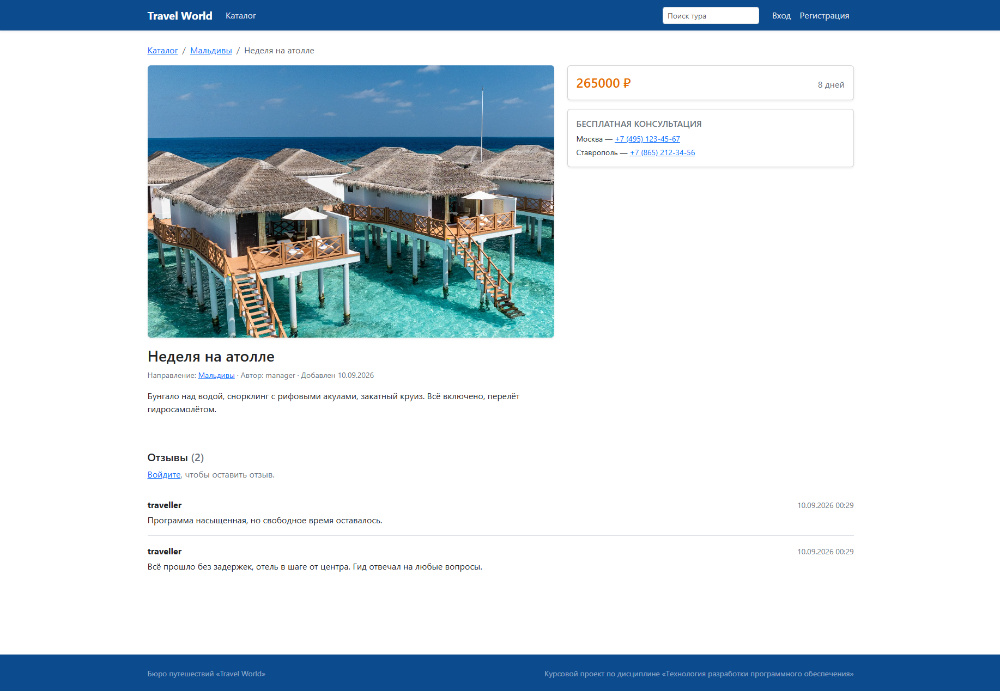 Travel World
Каталог
Поиск тура
Вход
Регистрация
Каталог / Мальдивы / Неделя на атолле
265000 ₽
8 дней
БЕСПЛАТНАЯ КОНСУЛЬТАЦИЯ
Москва — +7 (495) 123-45-67
Ставрополь — +7 (865) 212-34-56
Неделя на атолле
Направление: Мальдивы · Автор: manager · Добавлен 10.09.2026
Бунгало над водой, снорклинг с рифовыми акулами, закатный круиз. Всё включено, перелёт
гидросамолётом.
Отзывы (2)
Войдите, чтобы оставить отзыв.
traveller
10.09.2026 00:29
Программа насыщенная, но свободное время оставалось.
traveller
10.09.2026 00:29
Всё прошло без задержек, отель в шаге от центра. Гид отвечал на любые вопросы.
Бюро путешествий «Travel World»
Курсовой проект по дисциплине «Технология разработки программного обеспечения»